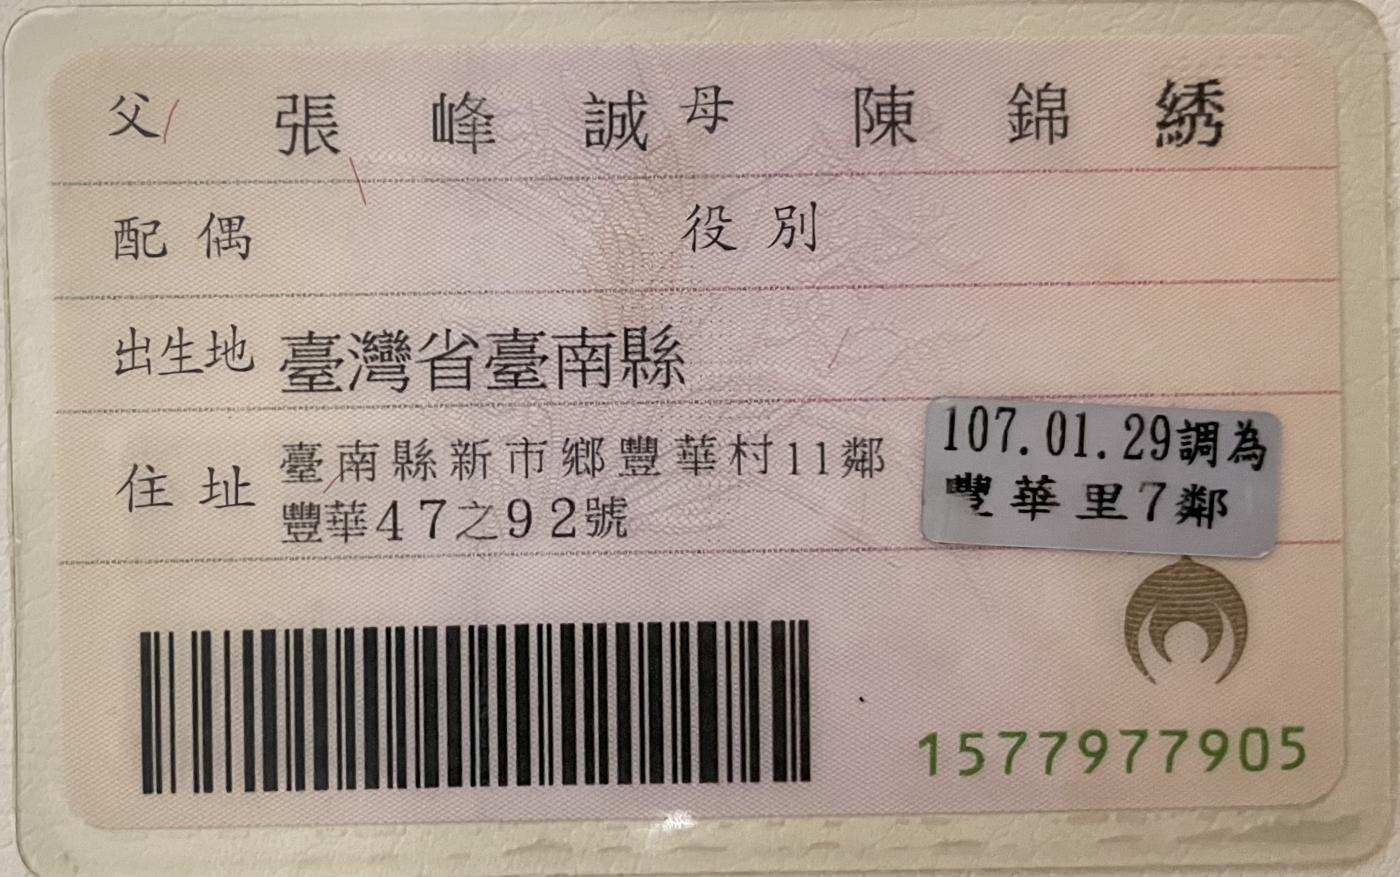 父 張峰誠 母 陳錦綉
配偶 役別
出生地 臺灣省臺南縣
住址 臺南縣新市鄉豐華村11鄰
豐華47之92號
107.01.29調為
豐華里7鄰
1577977905